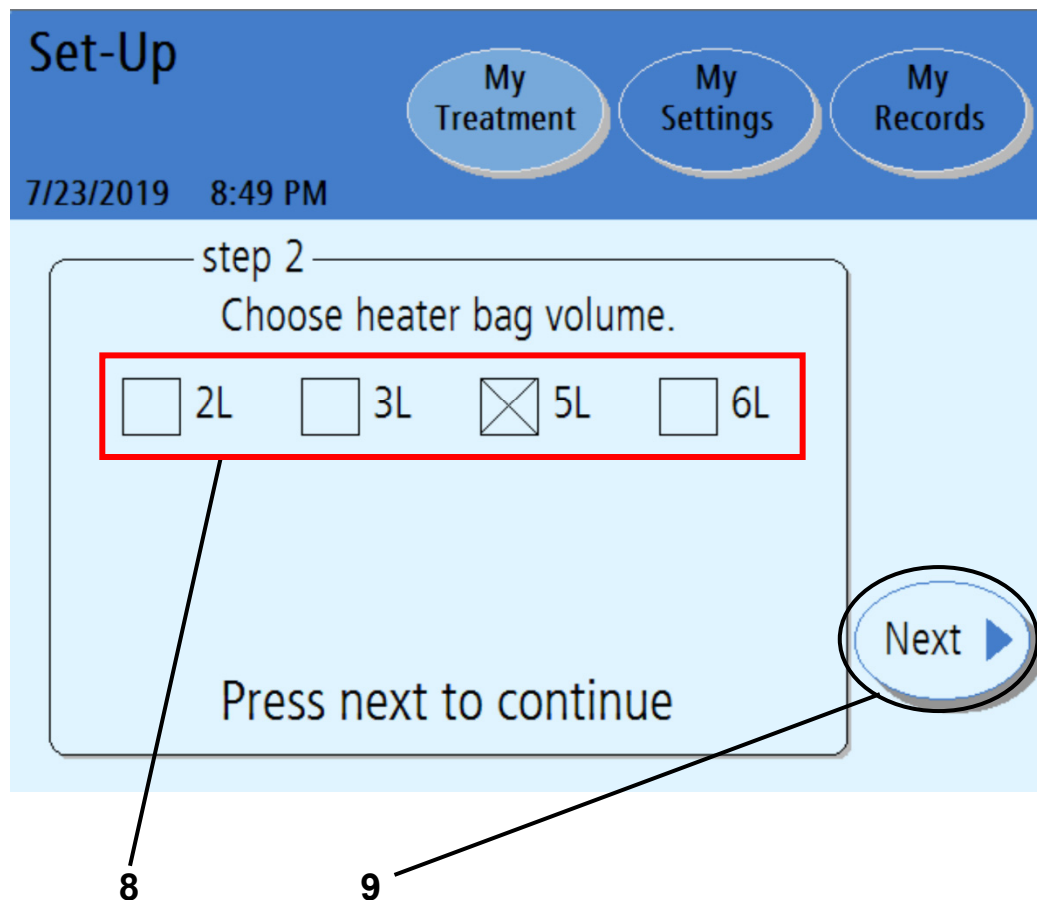 Set-Up
My
Treatment
My
Settings
My
Records
7/23/2019 8:49 PM
step 2
Choose heater bag volume.
2L 3L 5L 6L
Next
Press next to continue
8 9